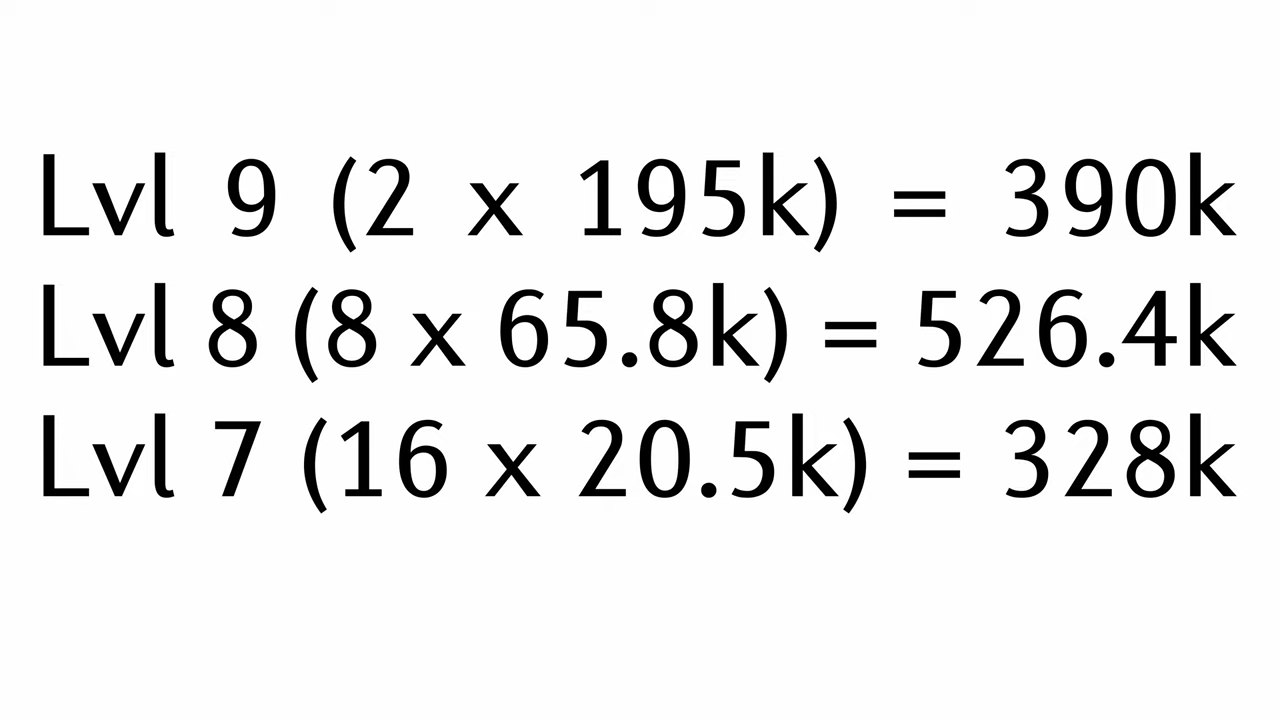 Lvl 9 (2 x 195k) = 390k
Lvl 8 (8 x 65.8k) = 526.4k
Lvl 7 (16 x 20.5k) = 328k